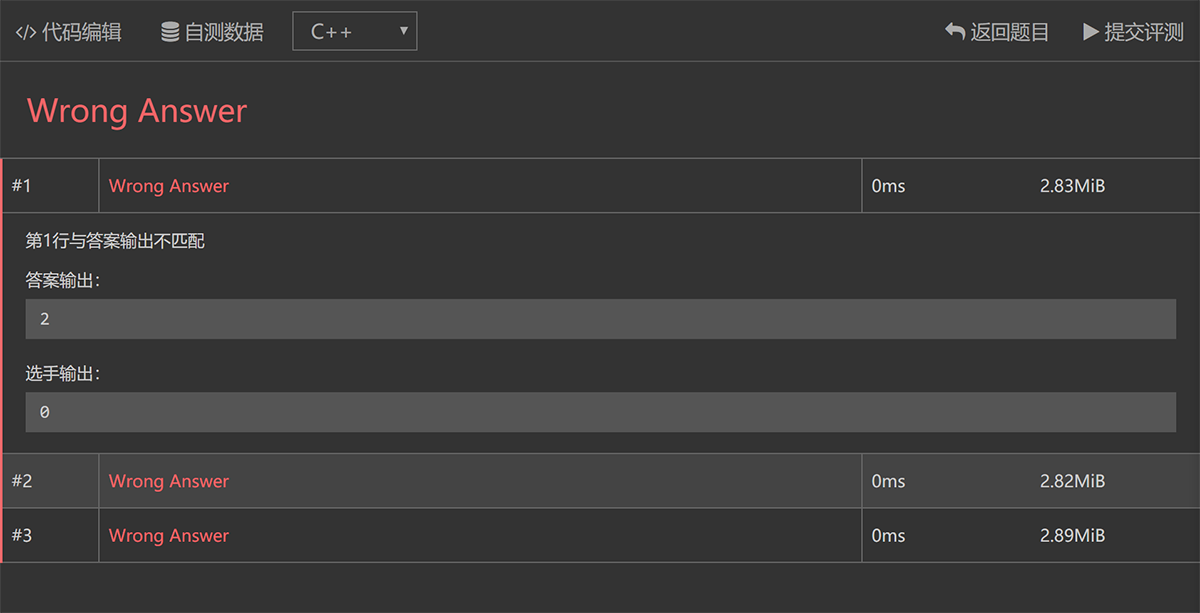 </> 代码编辑 自测数据 C++ ▼ 返回题目 提交评测
Wrong Answer
#1 Wrong Answer 0ms 2.83MiB
第1行与答案输出不匹配
答案输出：
2
选手输出：
0
#2 Wrong Answer 0ms 2.82MiB
#3 Wrong Answer 0ms 2.89MiB